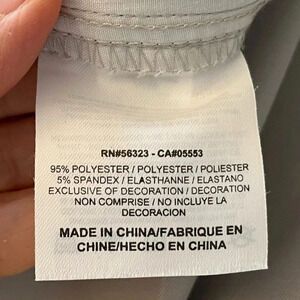 RN#56323 - CA#05553
95% POLYESTER / POLYESTER / POLIESTER
5% SPANDEX / ELASTHANNE / ELASTANO
EXCLUSIVE OF DECORATION / DECORATION
NON COMPRISE / NO INCLUYE LA
DECORACION
MADE IN CHINA/FABRIQUE EN
CHINE/HECHO EN CHINA